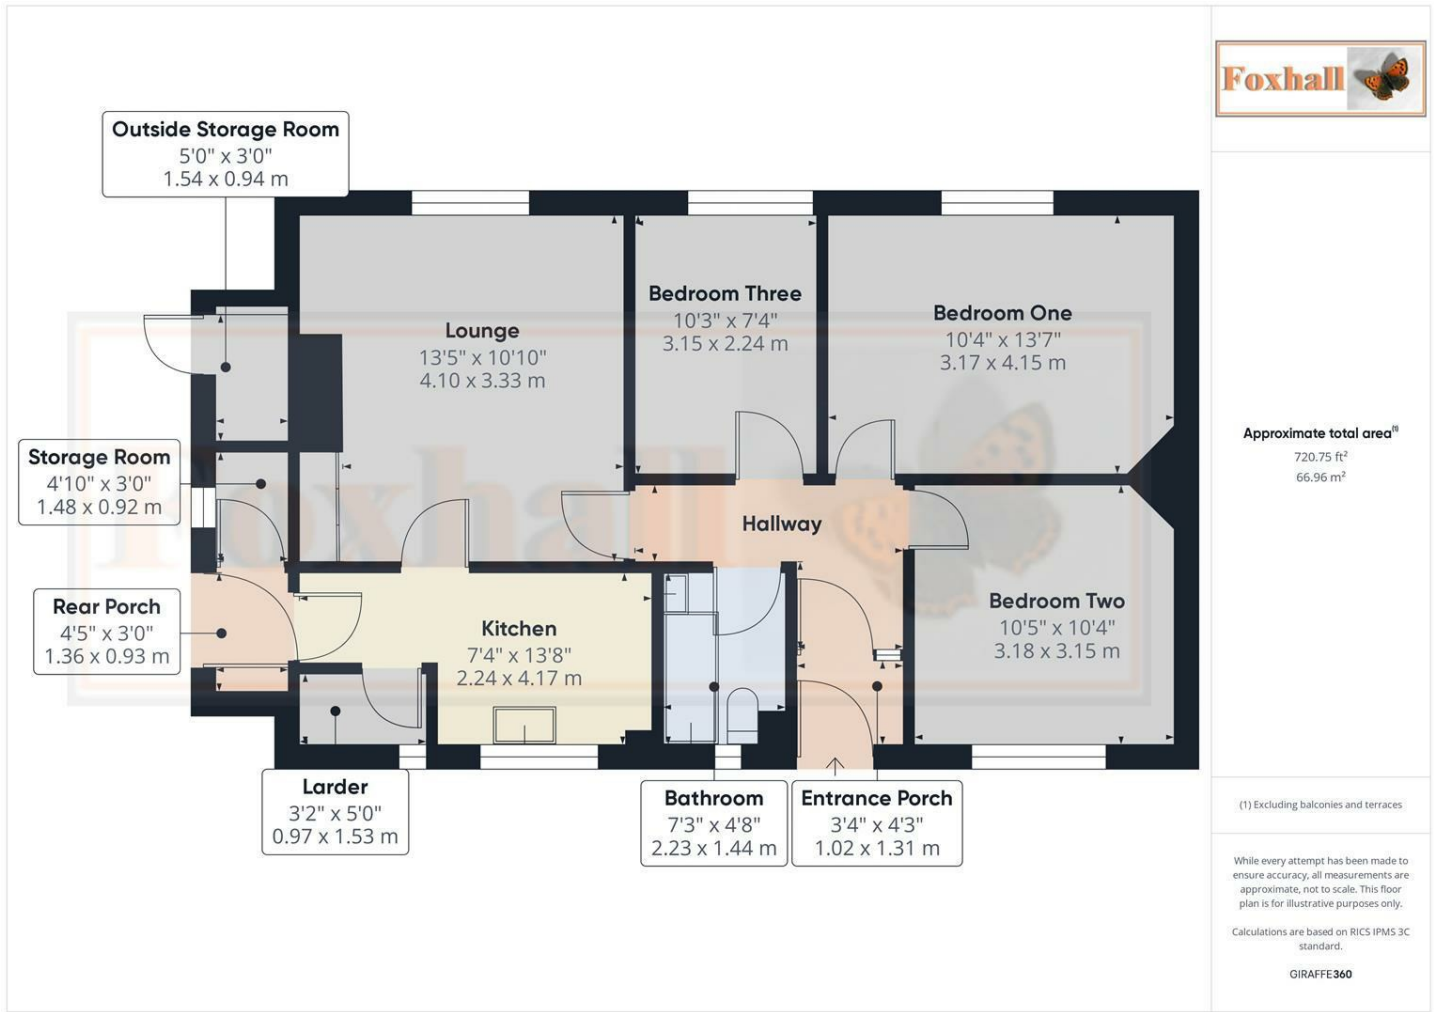 Outside Storage Room
5'0" x 3'0"
1.54 x 0.94 m
Foxhall
Lounge
13'5" x 10'10"
4.10 x 3.33 m
Bedroom Three
10'3" x 7'4"
3.15 x 2.24 m
Bedroom One
10'4" x 13'7"
3.17 x 4.15 m
Storage Room
4'10" x 3'0"
1.48 x 0.92 m
Foxhall
Hallway
Rear Porch
4'5" x 3'0"
1.36 x 0.93 m
Kitchen
7'4" x 13'8"
2.24 x 4.17 m
Bedroom Two
10'5" x 10'4"
3.18 x 3.15 m
Larder
3'2" x 5'0"
0.97 x 1.53 m
Bathroom
7'3" x 4'8"
2.23 x 1.44 m
Entrance Porch
3'4" x 4'3"
1.02 x 1.31 m
Approximate total area⁽¹⁾
720.75 ft²
66.96 m²
(1) Excluding balconies and terraces
While every attempt has been made to
ensure accuracy, all measurements are
approximate, not to scale. This floor
plan is for illustrative purposes only.
Calculations are based on RICS IPMS 3C
standard.
GIRAFFE360